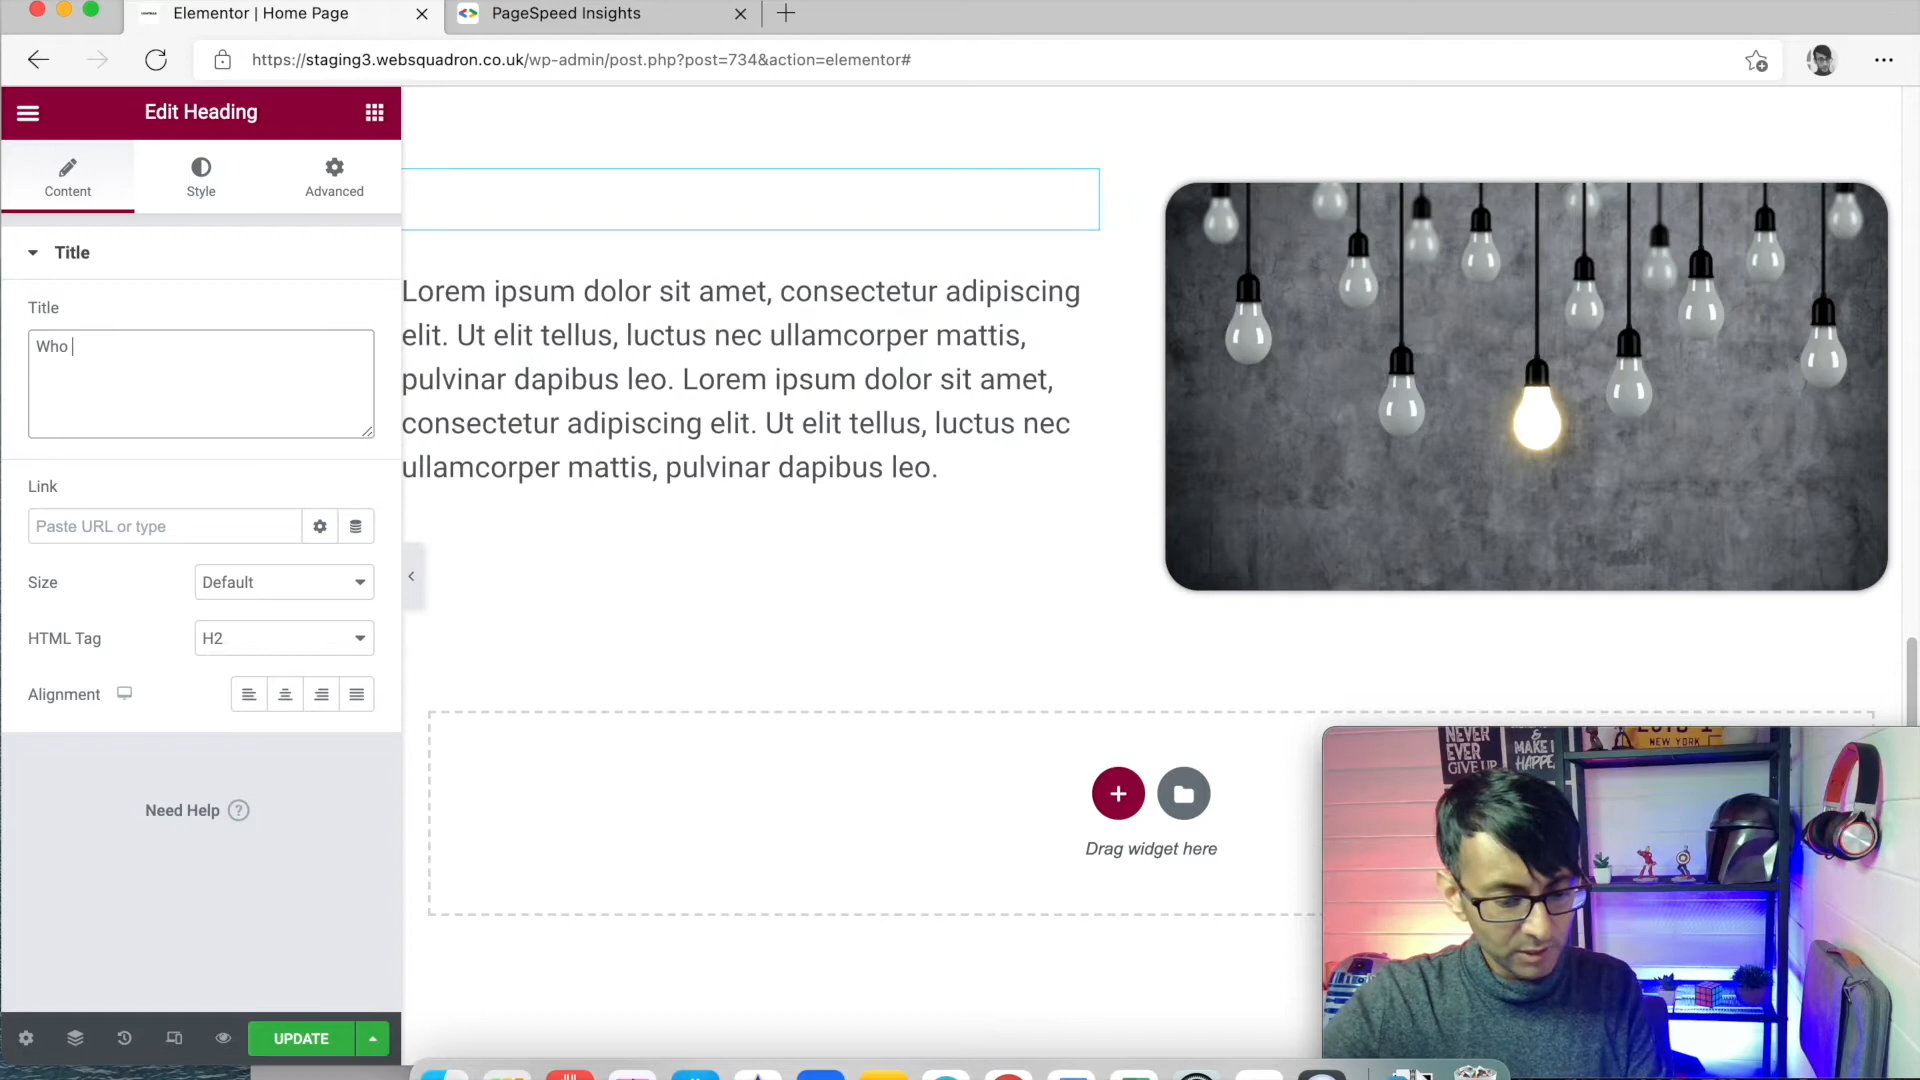 Elementor | Home Page
PageSpeed Insights
https://staging3.websquadron.co.uk/wp-admin/post.php?post=734&action=elementor#
Edit Heading
Content
Style
Advanced
Title
Title
Who
Link
Paste URL or type
Size
Default
HTML Tag
H2
Alignment
Need Help ?
UPDATE
Lorem ipsum dolor sit amet, consectetur adipiscing
elit. Ut elit tellus, luctus nec ullamcorper mattis,
pulvinar dapibus leo. Lorem ipsum dolor sit amet,
consectetur adipiscing elit. Ut elit tellus, luctus nec
ullamcorper mattis, pulvinar dapibus leo.
Drag widget here
NEVER
EVER
GIVE UP
&
MAKE I
HAPPE
NEW YORK